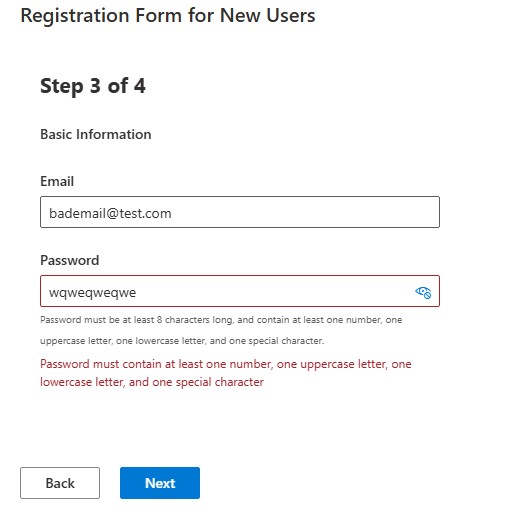 Registration Form for New Users
Step 3 of 4
Basic Information
Email
bademail@test.com
Password
wqweqweqwe
Password must be at least 8 characters long, and contain at least one number, one
uppercase letter, one lowercase letter, and one special character.
Password must contain at least one number, one uppercase letter, one
lowercase letter, and one special character
Back
Next